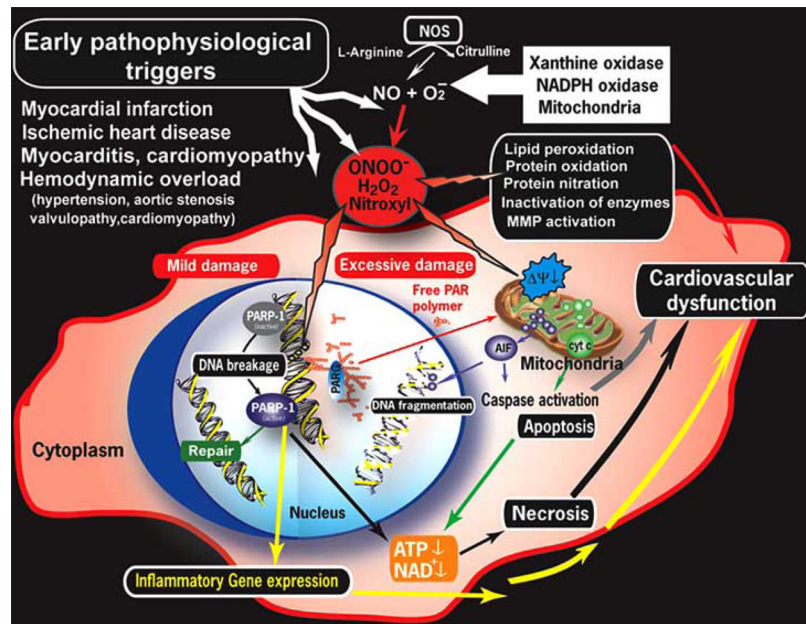 Early pathophysiological
triggers
Myocardial infarction
Ischemic heart disease
Myocarditis, cardiomyopathy
Hemodynamic overload
(hypertension, aortic stenosis
valvulopathy,cardiomyopathy)
NOS
L-Arginine
Citrulline
NO + O₂⁻
Xanthine oxidase
NADPH oxidase
Mitochondria
ONOO⁻
H₂O₂
Nitroxyl
Lipid peroxidation
Protein oxidation
Protein nitration
Inactivation of enzymes
MMP activation
Mild damage
Excessive damage
Free PAR
polymer
ΔΨ↓
Cardiovascular
dysfunction
PARP-1
(inactive)
DNA breakage
PARG
PARP-1
(active)
Repair
DNA fragmentation
AIF
cyt c
Mitochondria
Caspase activation
Apoptosis
Cytoplasm
Nucleus
Necrosis
ATP↓
NAD⁺↓
Inflammatory Gene expression